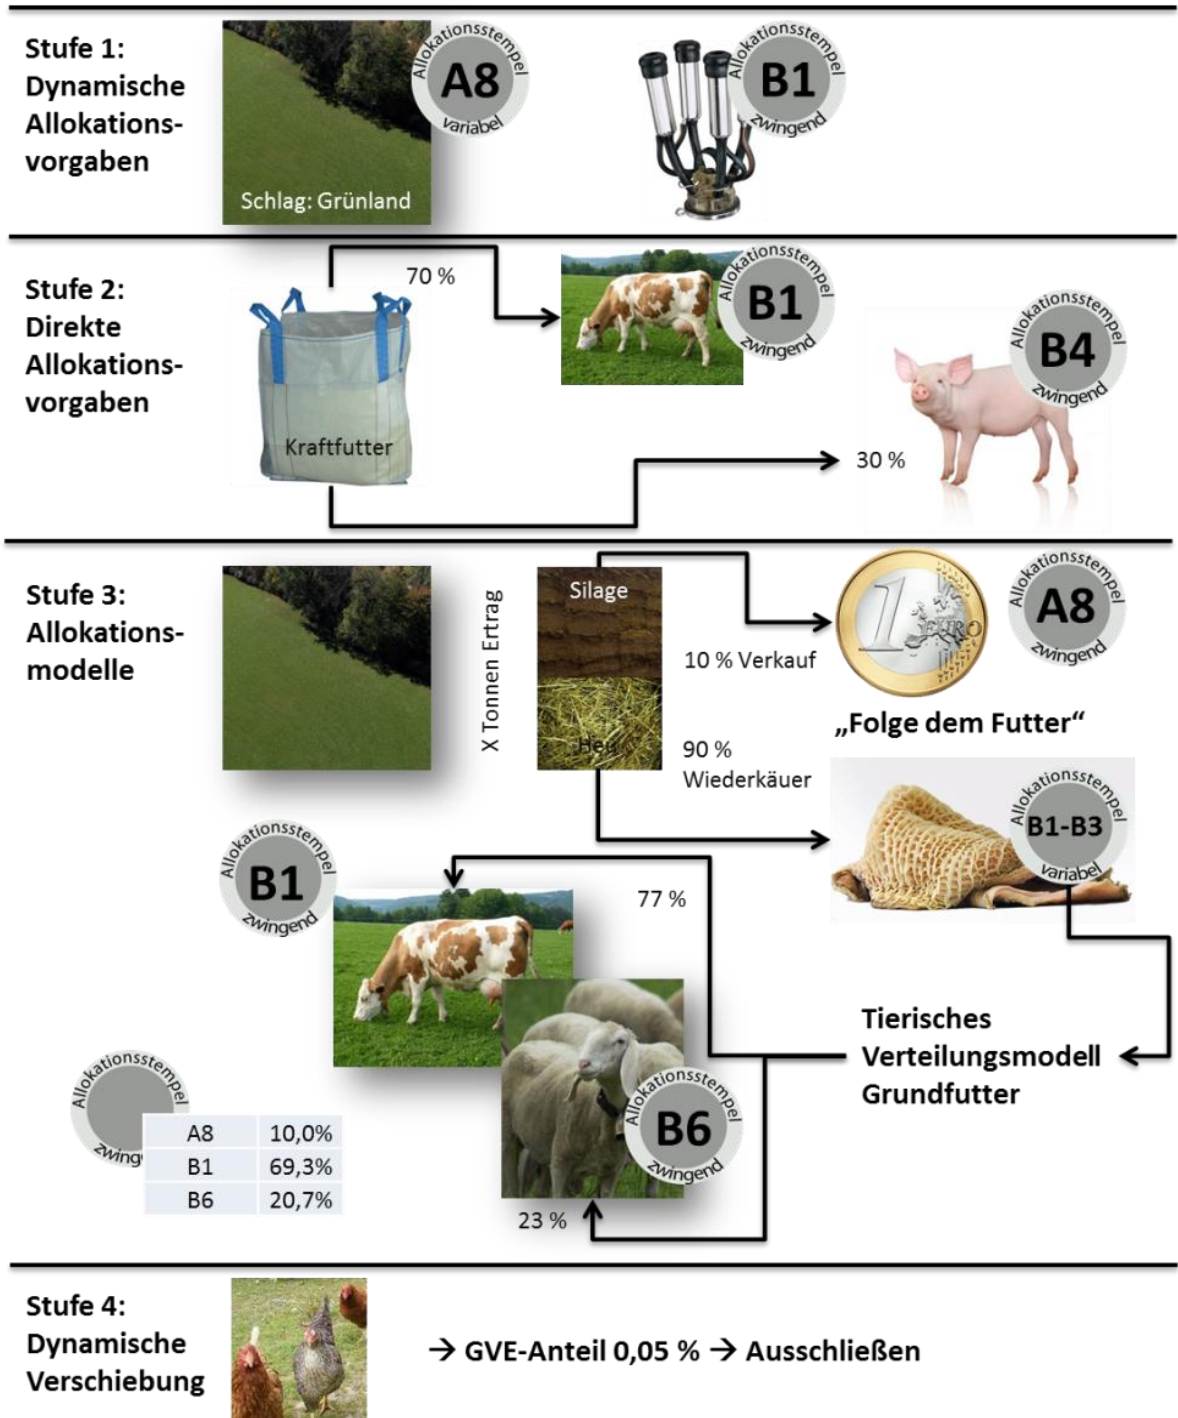 Stufe 1:
Dynamische
Allokations-
vorgaben
Schlag: Grünland
Allokationsstempel
A8
variabel
Allokationsstempel
B1
zwingend
Stufe 2:
Direkte
Allokations-
vorgaben
70 %
Kraftfutter
Allokationsstempel
B1
zwingend
Allokationsstempel
B4
zwingend
30 %
Stufe 3:
Allokations-
modelle
X Tonnen Ertrag
Silage
Heu
10 % Verkauf
90 %
Wiederkäuer
1 EURO
Allokationsstempel
A8
zwingend
„Folge dem Futter“
Allokationsstempel
B1-B3
variabel
Allokationsstempel
B1
zwingend
77 %
Tierisches
Verteilungsmodell
Grundfutter
Allokationsstempel
B6
zwingend
23 %
Allokationsstempel
zwing
A8 10,0%
B1 69,3%
B6 20,7%
Stufe 4:
Dynamische
Verschiebung
→ GVE-Anteil 0,05 % → Ausschließen